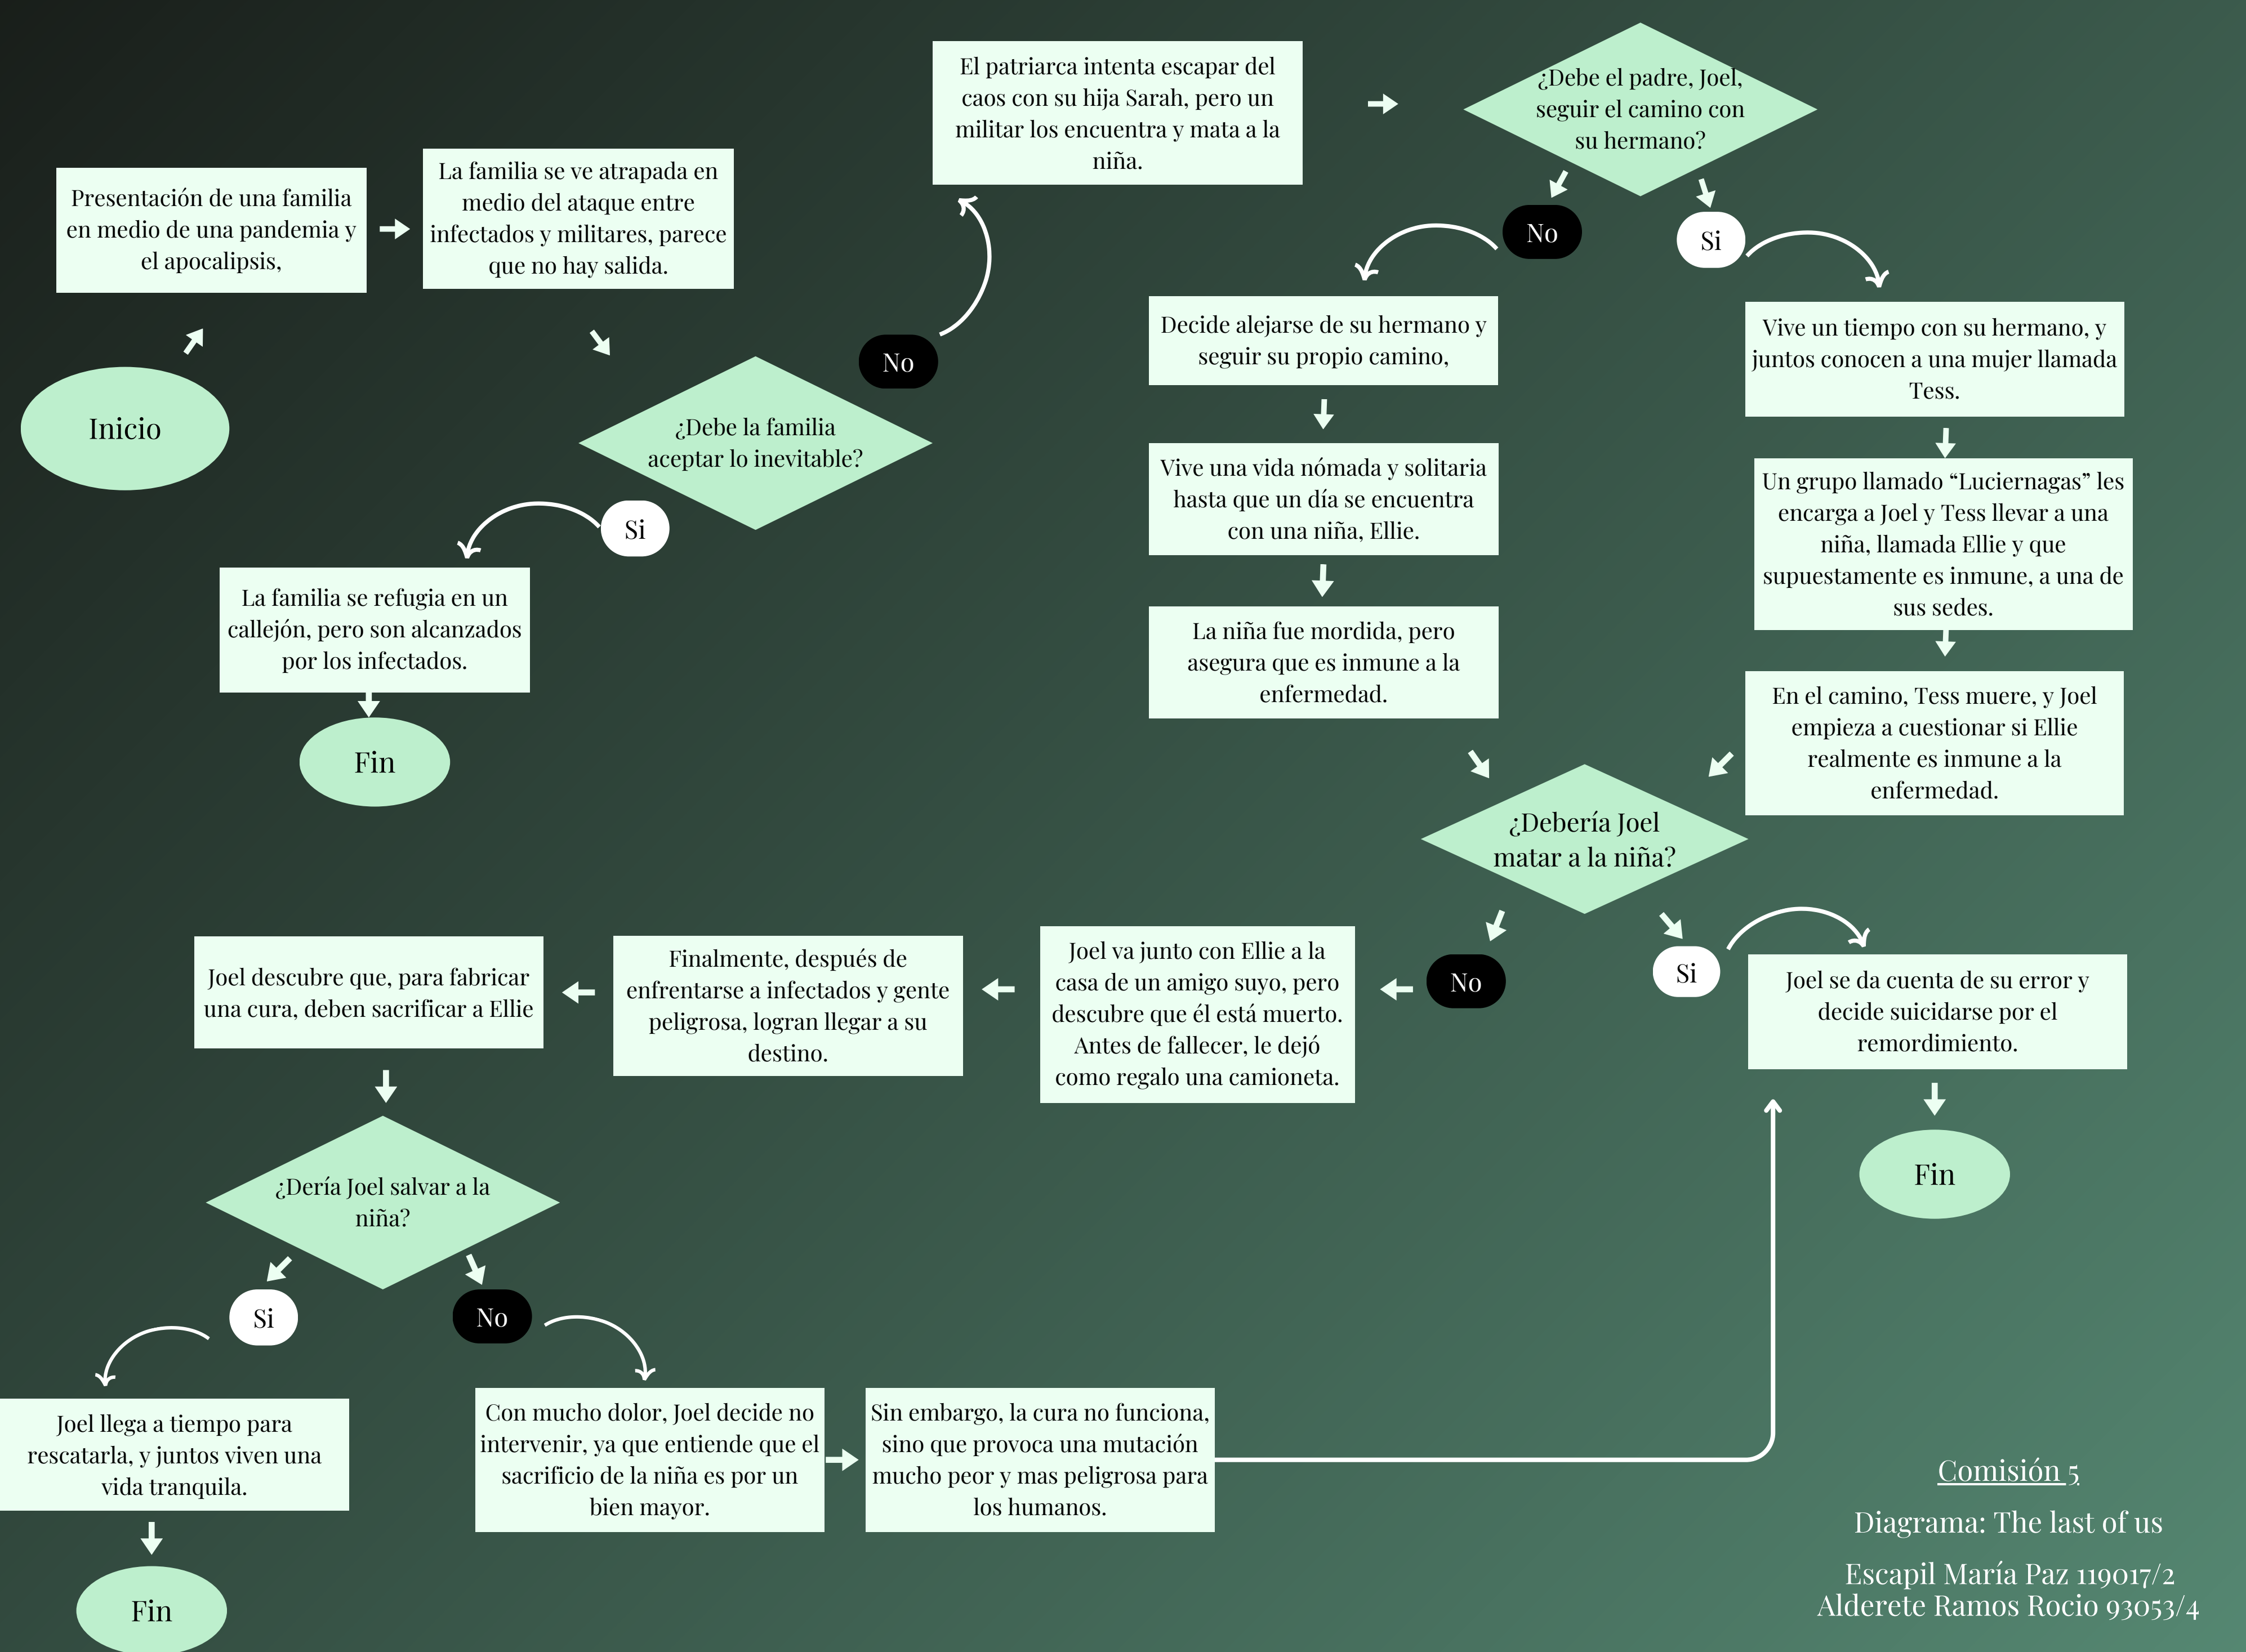 El patriarca intenta escapar del
caos con su hija Sarah, pero un
militar los encuentra y mata a la
niña.
¿Debe el padre, Joel,
seguir el camino con
su hermano?
Presentación de una familia
en medio de una pandemia y
el apocalipsis,
La familia se ve atrapada en
medio del ataque entre
infectados y militares, parece
que no hay salida.
Inicio
¿Debe la familia
aceptar lo inevitable?
No
Si
La familia se refugia en un
callejón, pero son alcanzados
por los infectados.
Fin
No
Si
Decide alejarse de su hermano y
seguir su propio camino,
Vive una vida nómada y solitaria
hasta que un día se encuentra
con una niña, Ellie.
La niña fue mordida, pero
asegura que es inmune a la
enfermedad.
Vive un tiempo con su hermano, y
juntos conocen a una mujer llamada
Tess.
Un grupo llamado “Luciernagas” les
encarga a Joel y Tess llevar a una
niña, llamada Ellie y que
supuestamente es inmune, a una de
sus sedes.
En el camino, Tess muere, y Joel
empieza a cuestionar si Ellie
realmente es inmune a la
enfermedad.
¿Debería Joel
matar a la niña?
No
Si
Joel se da cuenta de su error y
decide suicidarse por el
remordimiento.
Fin
Joel va junto con Ellie a la
casa de un amigo suyo, pero
descubre que él está muerto.
Antes de fallecer, le dejó
como regalo una camioneta.
Finalmente, después de
enfrentarse a infectados y gente
peligrosa, logran llegar a su
destino.
Joel descubre que, para fabricar
una cura, deben sacrificar a Ellie
¿Dería Joel salvar a la
niña?
Si
No
Joel llega a tiempo para
rescatarla, y juntos viven una
vida tranquila.
Fin
Con mucho dolor, Joel decide no
intervenir, ya que entiende que el
sacrificio de la niña es por un
bien mayor.
Sin embargo, la cura no funciona,
sino que provoca una mutación
mucho peor y mas peligrosa para
los humanos.
Comisión 5
Diagrama: The last of us
Escapil María Paz 119017/2
Alderete Ramos Rocio 93053/4